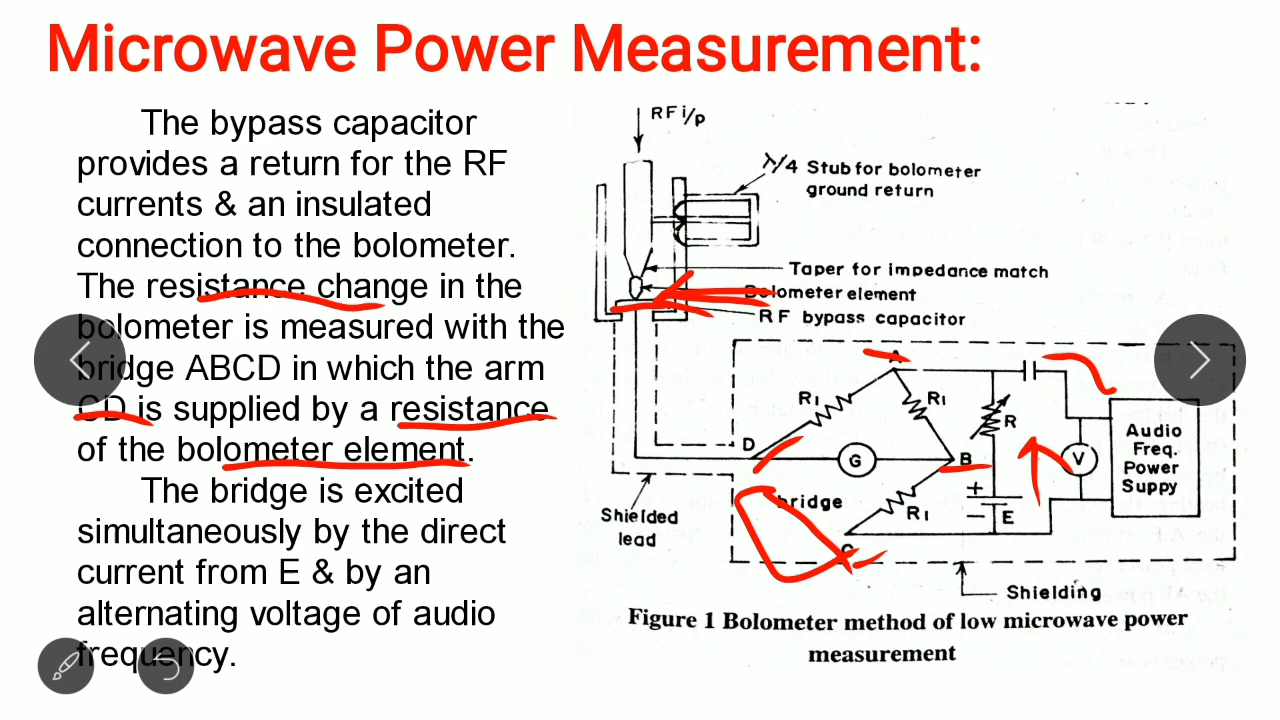 Microwave Power Measurement:
The bypass capacitor
provides a return for the RF
currents & an insulated
connection to the bolometer.
The resistance change in the
bolometer is measured with the
bridge ABCD in which the arm
CD is supplied by a resistance
of the bolometer element.
The bridge is excited
simultaneously by the direct
current from E & by an
alternating voltage of audio
frequency.
RF i/p
λ/4 Stub for bolometer
ground return
Taper for impedance match
Bolometer element
RF bypass capacitor
A
R1
R1
R
D
G
B
V
Audio
Freq.
Power
Suppy
+
bridge
R1
− E
C
Shielded
lead
Shielding
Figure 1 Bolometer method of low microwave power
measurement